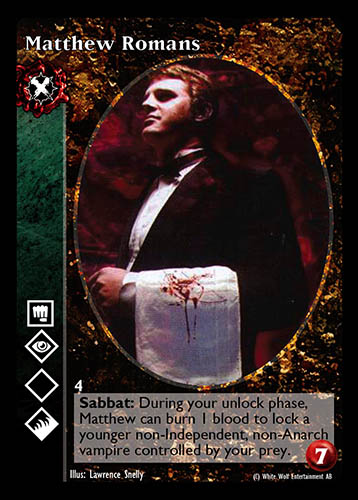 Matthew Romans
4
Sabbat: During your unlock phase,
Matthew can burn 1 blood to lock a
younger non-Independent, non-Anarch
vampire controlled by your prey.
7
Illus: Lawrence Snelly
(C) White Wolf Entertainment AB